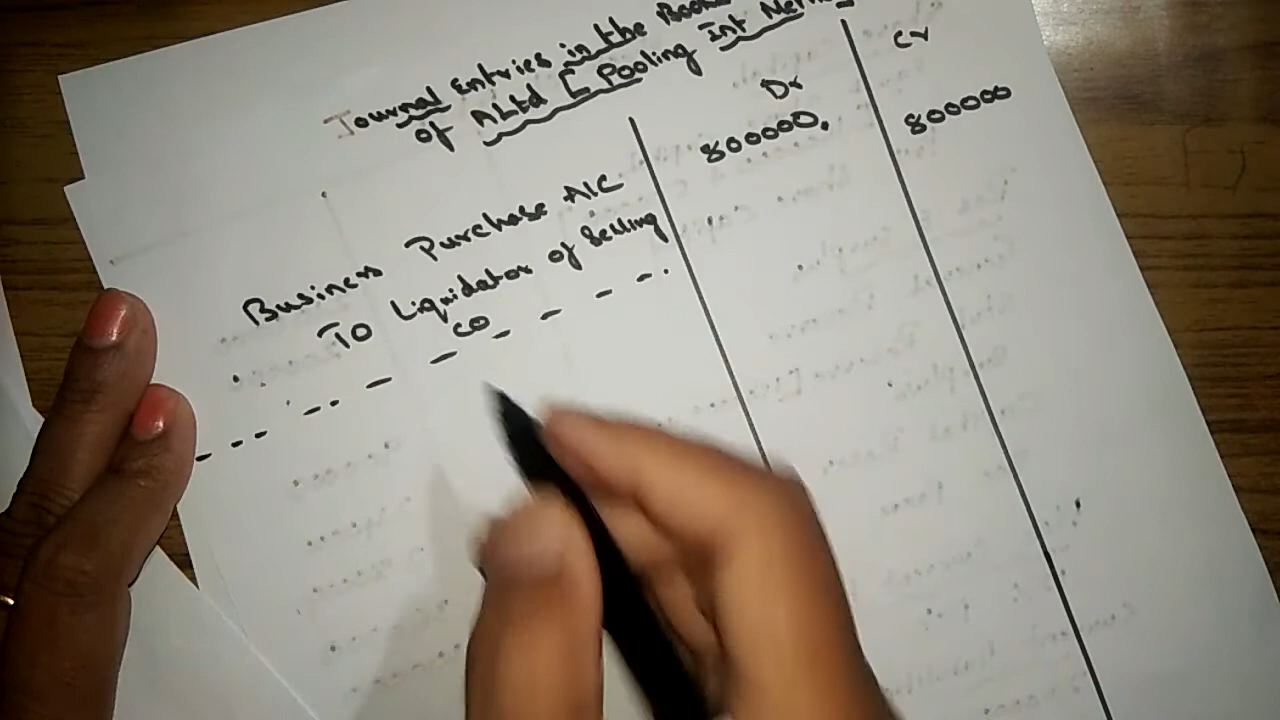 Journal Entries in the Books
of A Ltd [ Pooling Int Meth
Dr
Cr
800000.
800000
Business Purchase A/C
To Liquidator of Selling
CO